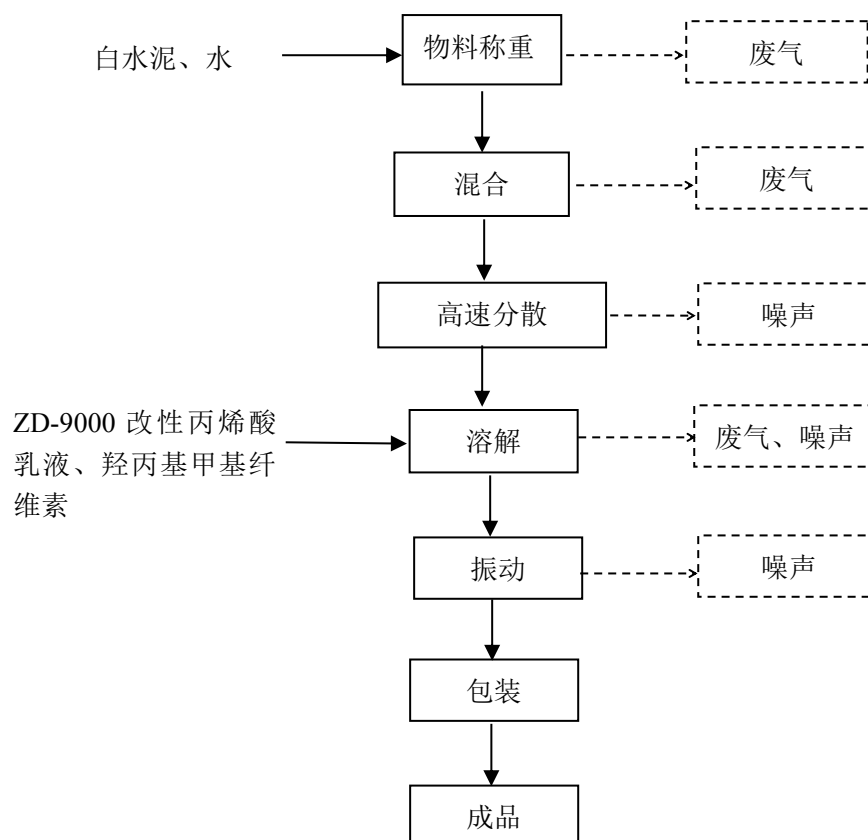 白水泥、水
物料称重
废气
混合
废气
高速分散
噪声
ZD-9000 改性丙烯酸
乳液、羟丙基甲基纤
维素
溶解
废气、噪声
振动
噪声
包装
成品